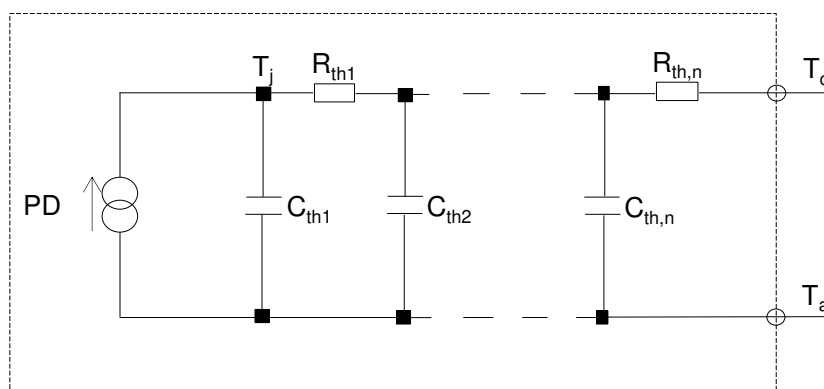 T_j
R_th1
R_th,n
T_c
PD
C_th1
C_th2
C_th,n
T_a